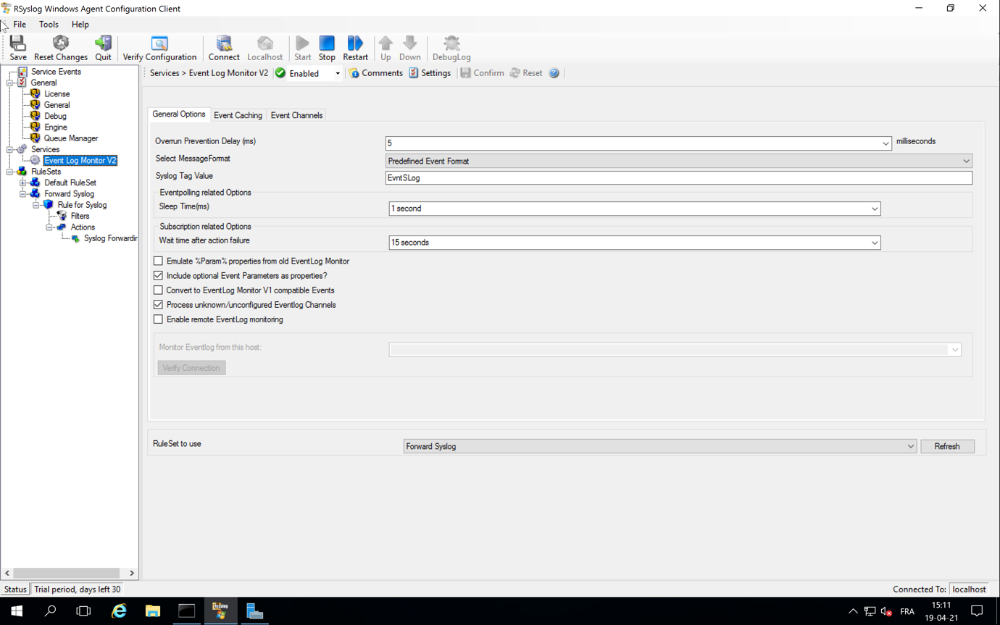 RSyslog Windows Agent Configuration Client
File Tools Help
Save Reset Changes Quit Verify Configuration Connect Localhost Start Stop Restart Up Down DebugLog
Service Events
General
License
General
Debug
Engine
Queue Manager
Services
Event Log Monitor V2
RuleSets
Default RuleSet
Forward Syslog
Rule for Syslog
Filters
Actions
Syslog Forwardin
Services > Event Log Monitor V2 Enabled Comments Settings Confirm Reset
General Options Event Caching Event Channels
Overrun Prevention Delay (ms) 5 milliseconds
Select MessageFormat Predefined Event Format
Syslog Tag Value EvntSLog
Eventpolling related Options
Sleep Time(ms) 1 second
Subscription related Options
Wait time after action failure 15 seconds
Emulate %Param% properties from old EventLog Monitor
Include optional Event Parameters as properties?
Convert to EventLog Monitor V1 compatible Events
Process unknown/unconfigured Eventlog Channels
Enable remote EventLog monitoring
Monitor Eventlog from this host:
Verify Connection
RuleSet to use Forward Syslog Refresh
Status Trial period, days left 30 Connected To: localhost
Rsyslog
FRA
15:11
19-04-21